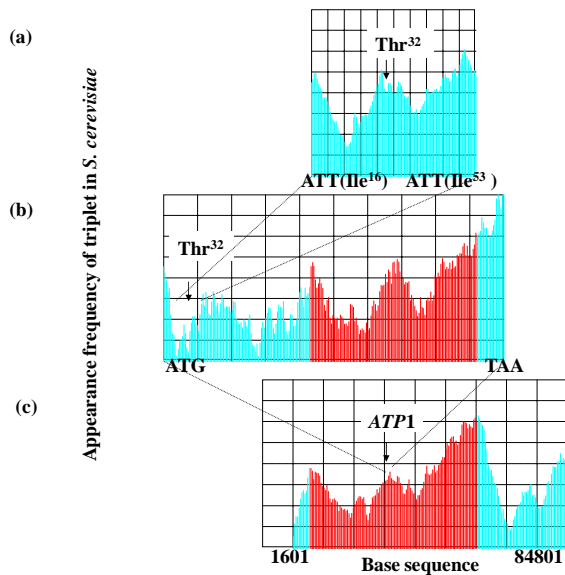 (a)
Thr32
ATT(Ile16) ATT(Ile53)
(b)
Thr32
ATG TAA
(c)
ATP1
1601 84801
Base sequence
Appearance frequency of triplet in S. cerevisiae